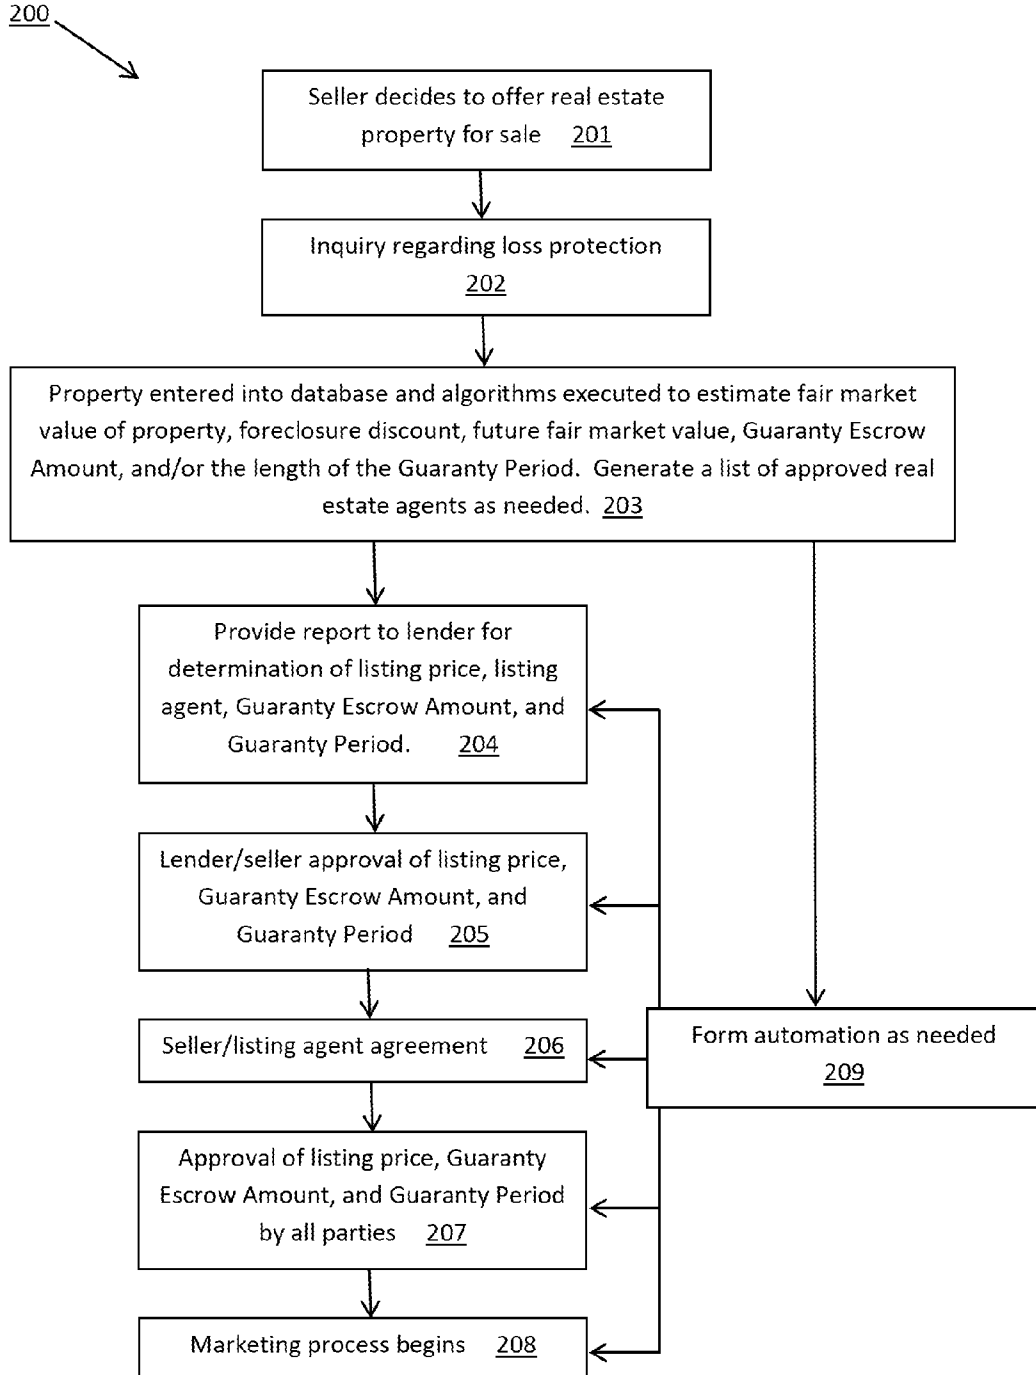 200
Seller decides to offer real estate
property for sale 201
Inquiry regarding loss protection
202
Property entered into database and algorithms executed to estimate fair market
value of property, foreclosure discount, future fair market value, Guaranty Escrow
Amount, and/or the length of the Guaranty Period. Generate a list of approved real
estate agents as needed. 203
Provide report to lender for
determination of listing price, listing
agent, Guaranty Escrow Amount, and
Guaranty Period. 204
Lender/seller approval of listing price,
Guaranty Escrow Amount, and
Guaranty Period 205
Seller/listing agent agreement 206
Form automation as needed
209
Approval of listing price, Guaranty
Escrow Amount, and Guaranty Period
by all parties 207
Marketing process begins 208